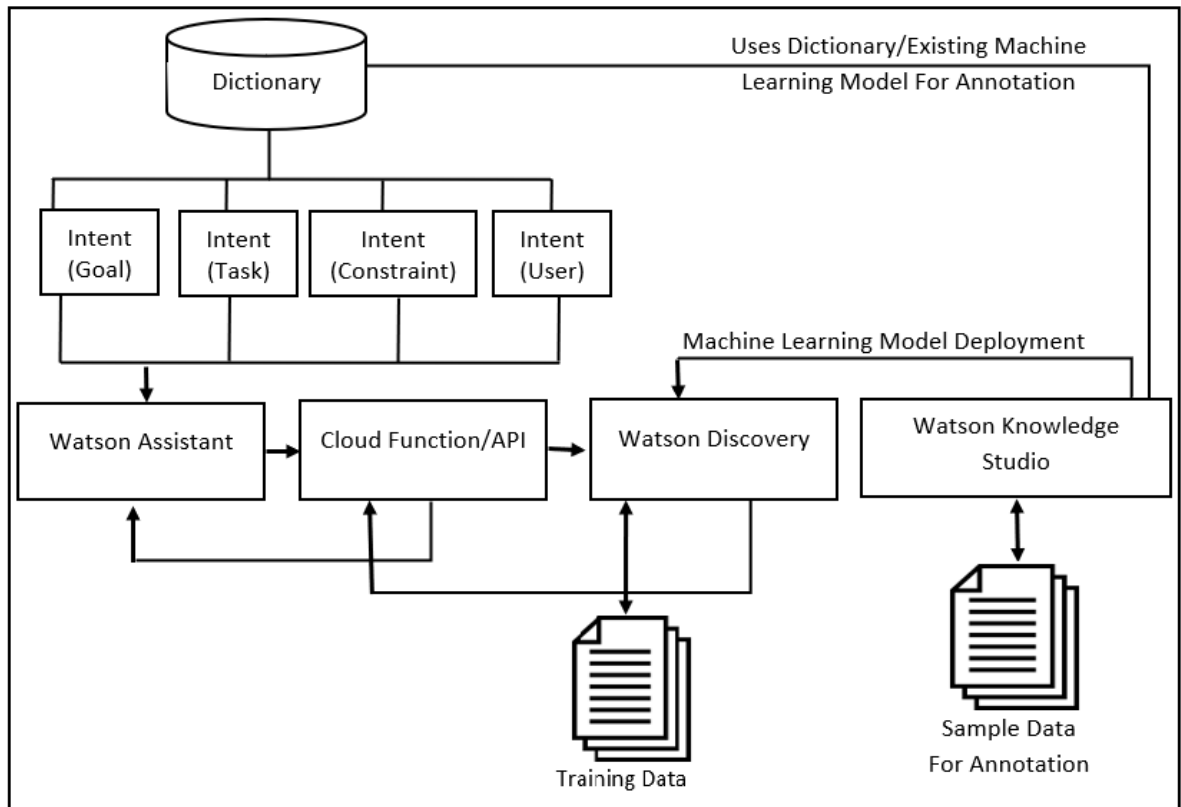 Dictionary
Uses Dictionary/Existing Machine
Learning Model For Annotation
Intent
(Goal)
Intent
(Task)
Intent
(Constraint)
Intent
(User)
Machine Learning Model Deployment
Watson Assistant
Cloud Function/API
Watson Discovery
Watson Knowledge
Studio
Training Data
Sample Data
For Annotation